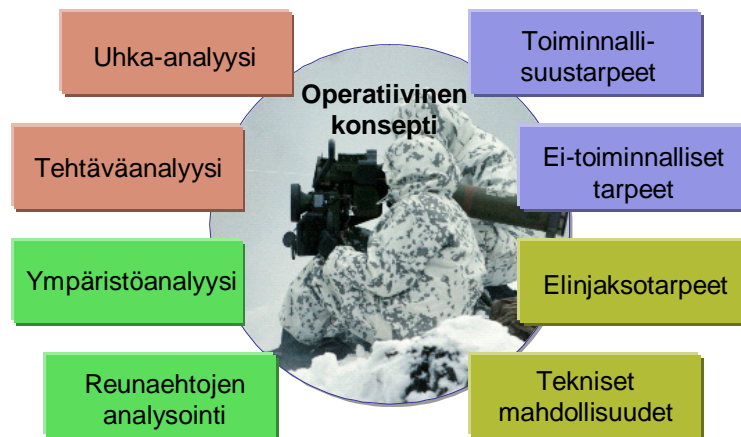 Uhka-analyysi
Tehtäväanalyysi
Ympäristöanalyysi
Reunaehtojen
analysointi
Operatiivinen
konsepti
Toiminnalli-
suustarpeet
Ei-toiminnalliset
tarpeet
Elinjaksotarpeet
Tekniset
mahdollisuudet